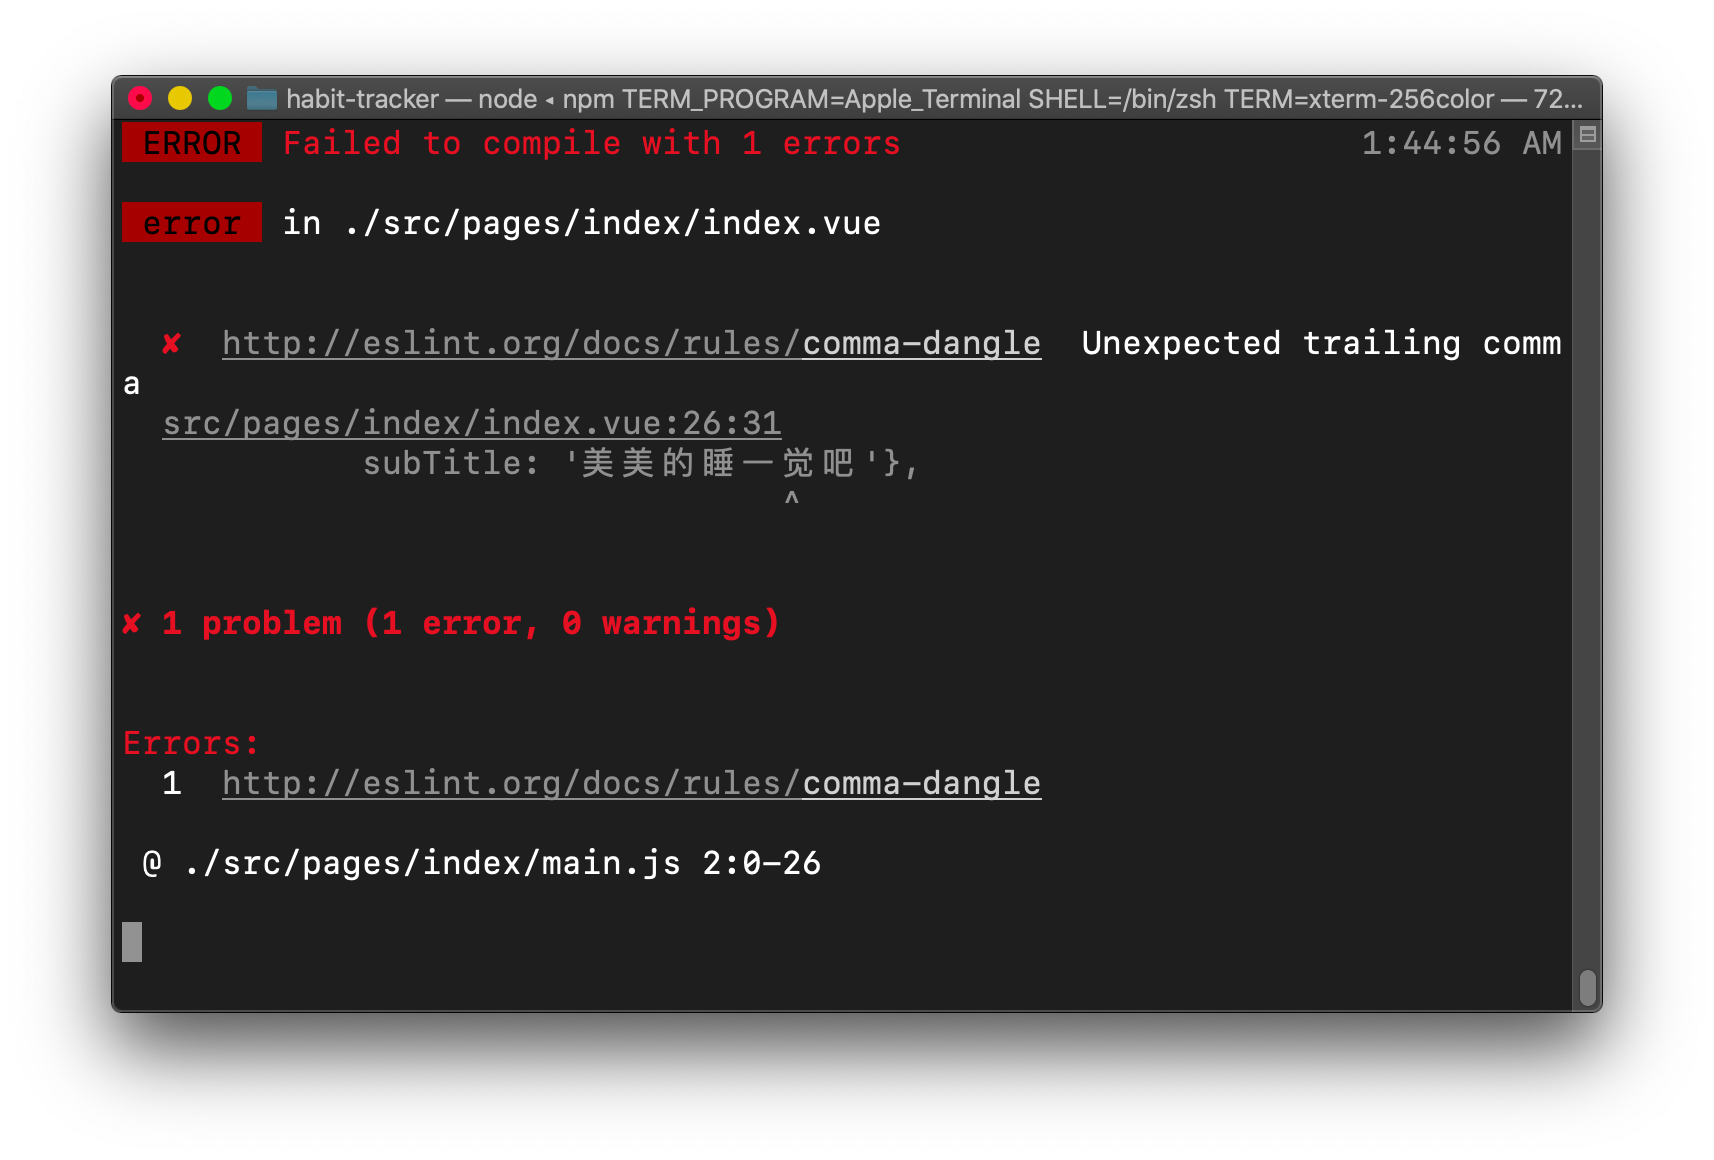 habit-tracker — node ◂ npm TERM_PROGRAM=Apple_Terminal SHELL=/bin/zsh TERM=xterm-256color — 72…
ERROR Failed to compile with 1 errors 1:44:56 AM
error in ./src/pages/index/index.vue
✘ http://eslint.org/docs/rules/comma-dangle Unexpected trailing comm
a
src/pages/index/index.vue:26:31
subTitle: '美美的睡一觉吧'},
^
✘ 1 problem (1 error, 0 warnings)
Errors:
1 http://eslint.org/docs/rules/comma-dangle
@ ./src/pages/index/main.js 2:0-26